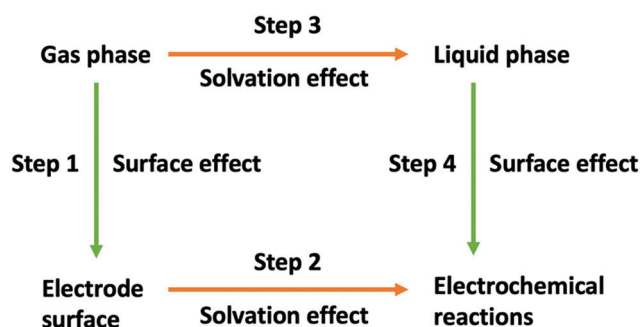 Step 3
Gas phase
Liquid phase
Solvation effect
Step 1
Surface effect
Step 4
Surface effect
Step 2
Electrode
surface
Electrochemical
reactions
Solvation effect